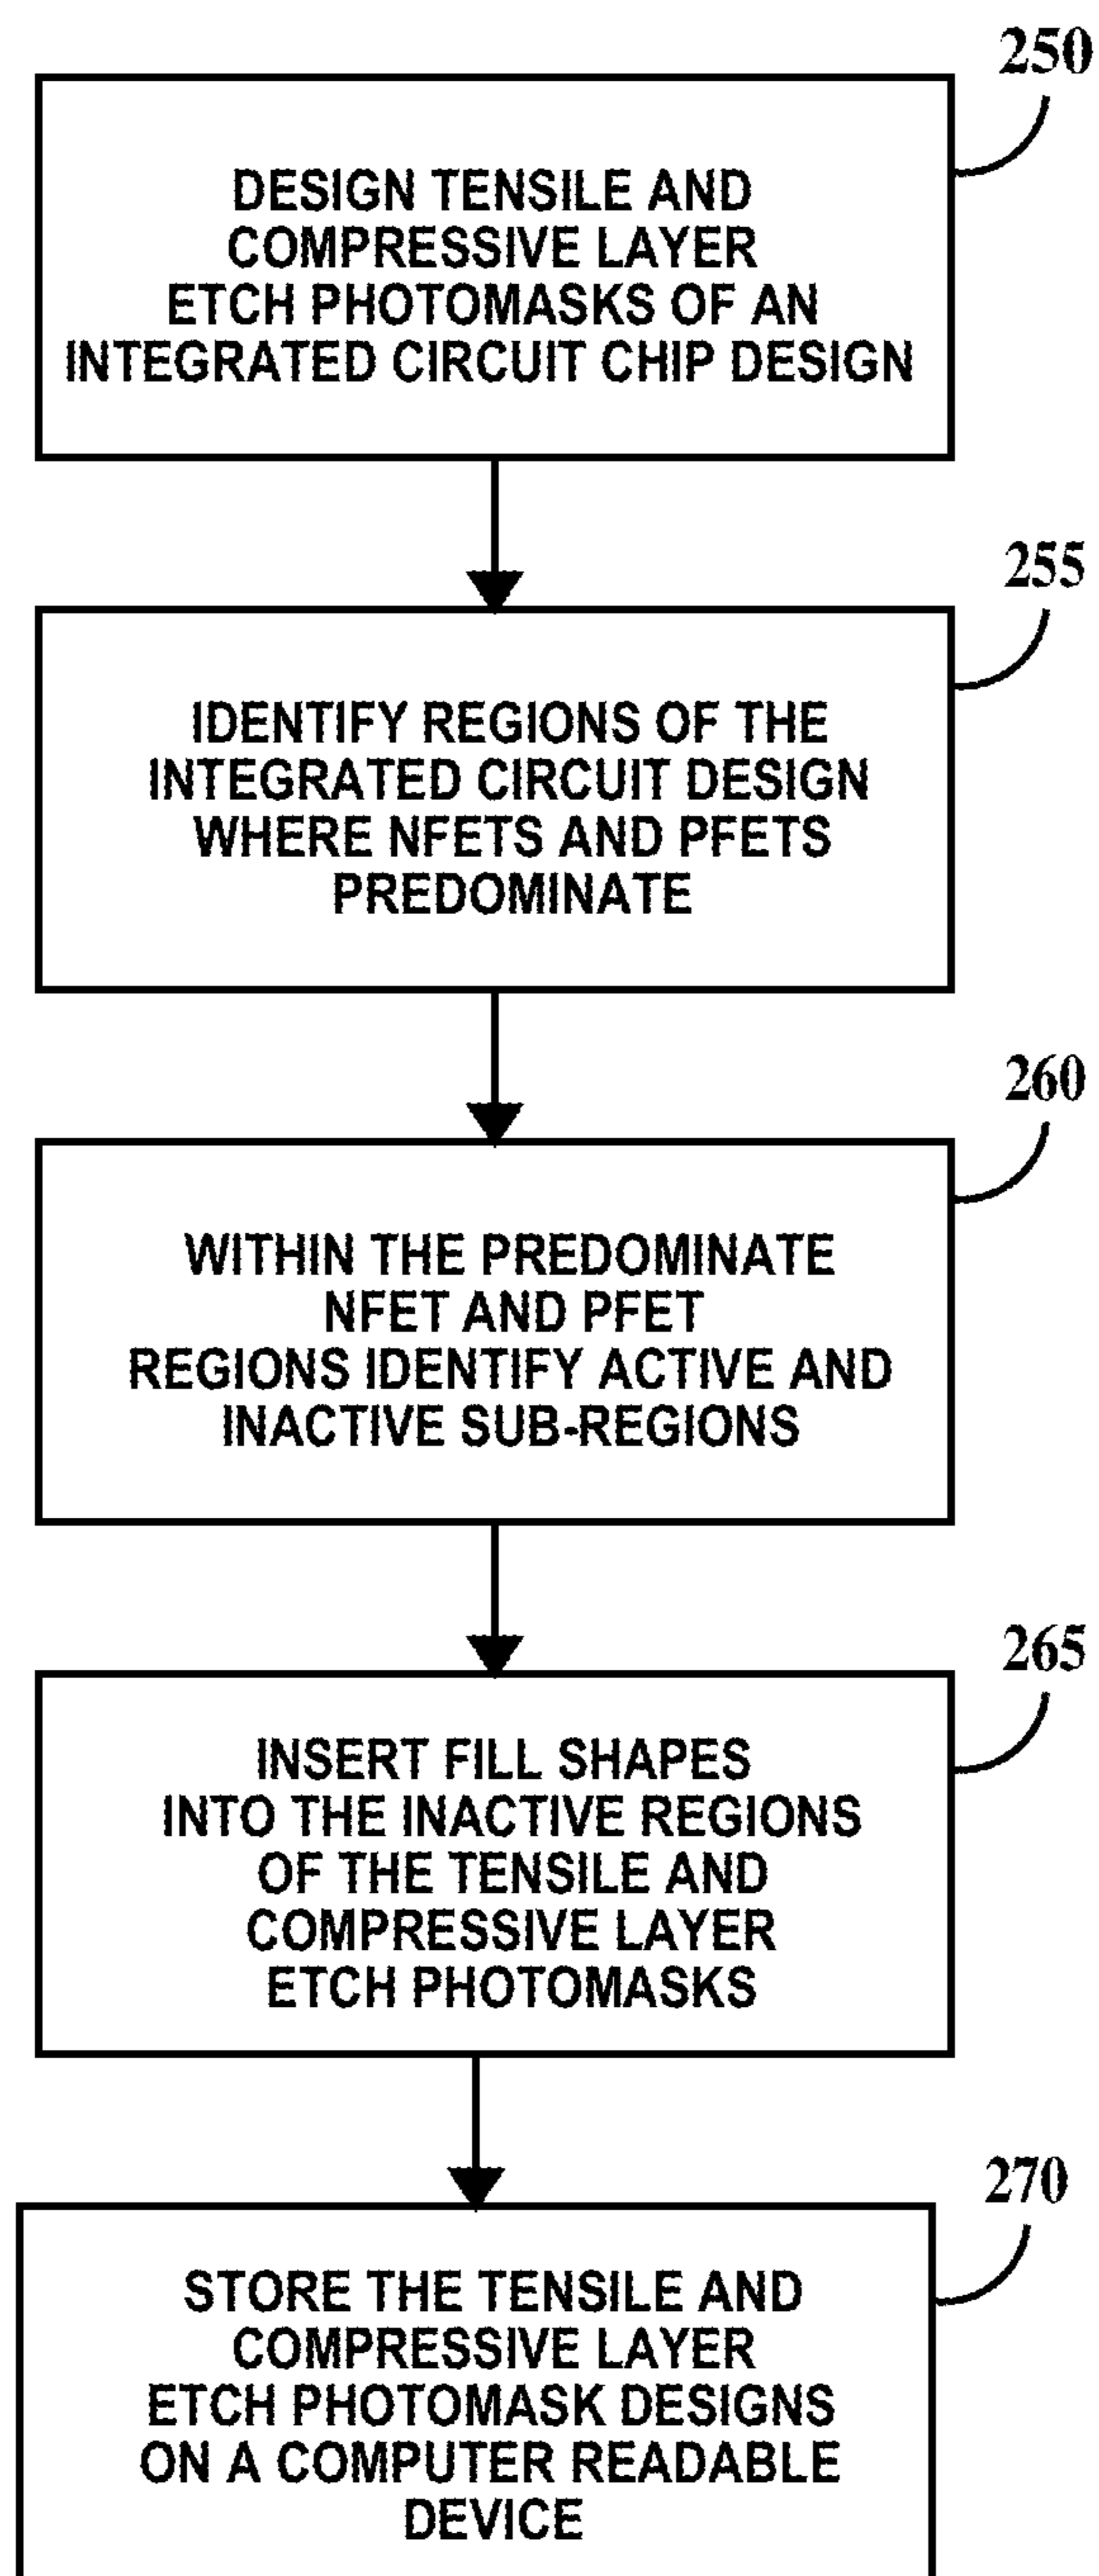 250
DESIGN TENSILE AND
COMPRESSIVE LAYER
ETCH PHOTOMASKS OF AN
INTEGRATED CIRCUIT CHIP DESIGN
255
IDENTIFY REGIONS OF THE
INTEGRATED CIRCUIT DESIGN
WHERE NFETS AND PFETS
PREDOMINATE
260
WITHIN THE PREDOMINATE
NFET AND PFET
REGIONS IDENTIFY ACTIVE AND
INACTIVE SUB-REGIONS
265
INSERT FILL SHAPES
INTO THE INACTIVE REGIONS
OF THE TENSILE AND
COMPRESSIVE LAYER
ETCH PHOTOMASKS
270
STORE THE TENSILE AND
COMPRESSIVE LAYER
ETCH PHOTOMASK DESIGNS
ON A COMPUTER READABLE
DEVICE